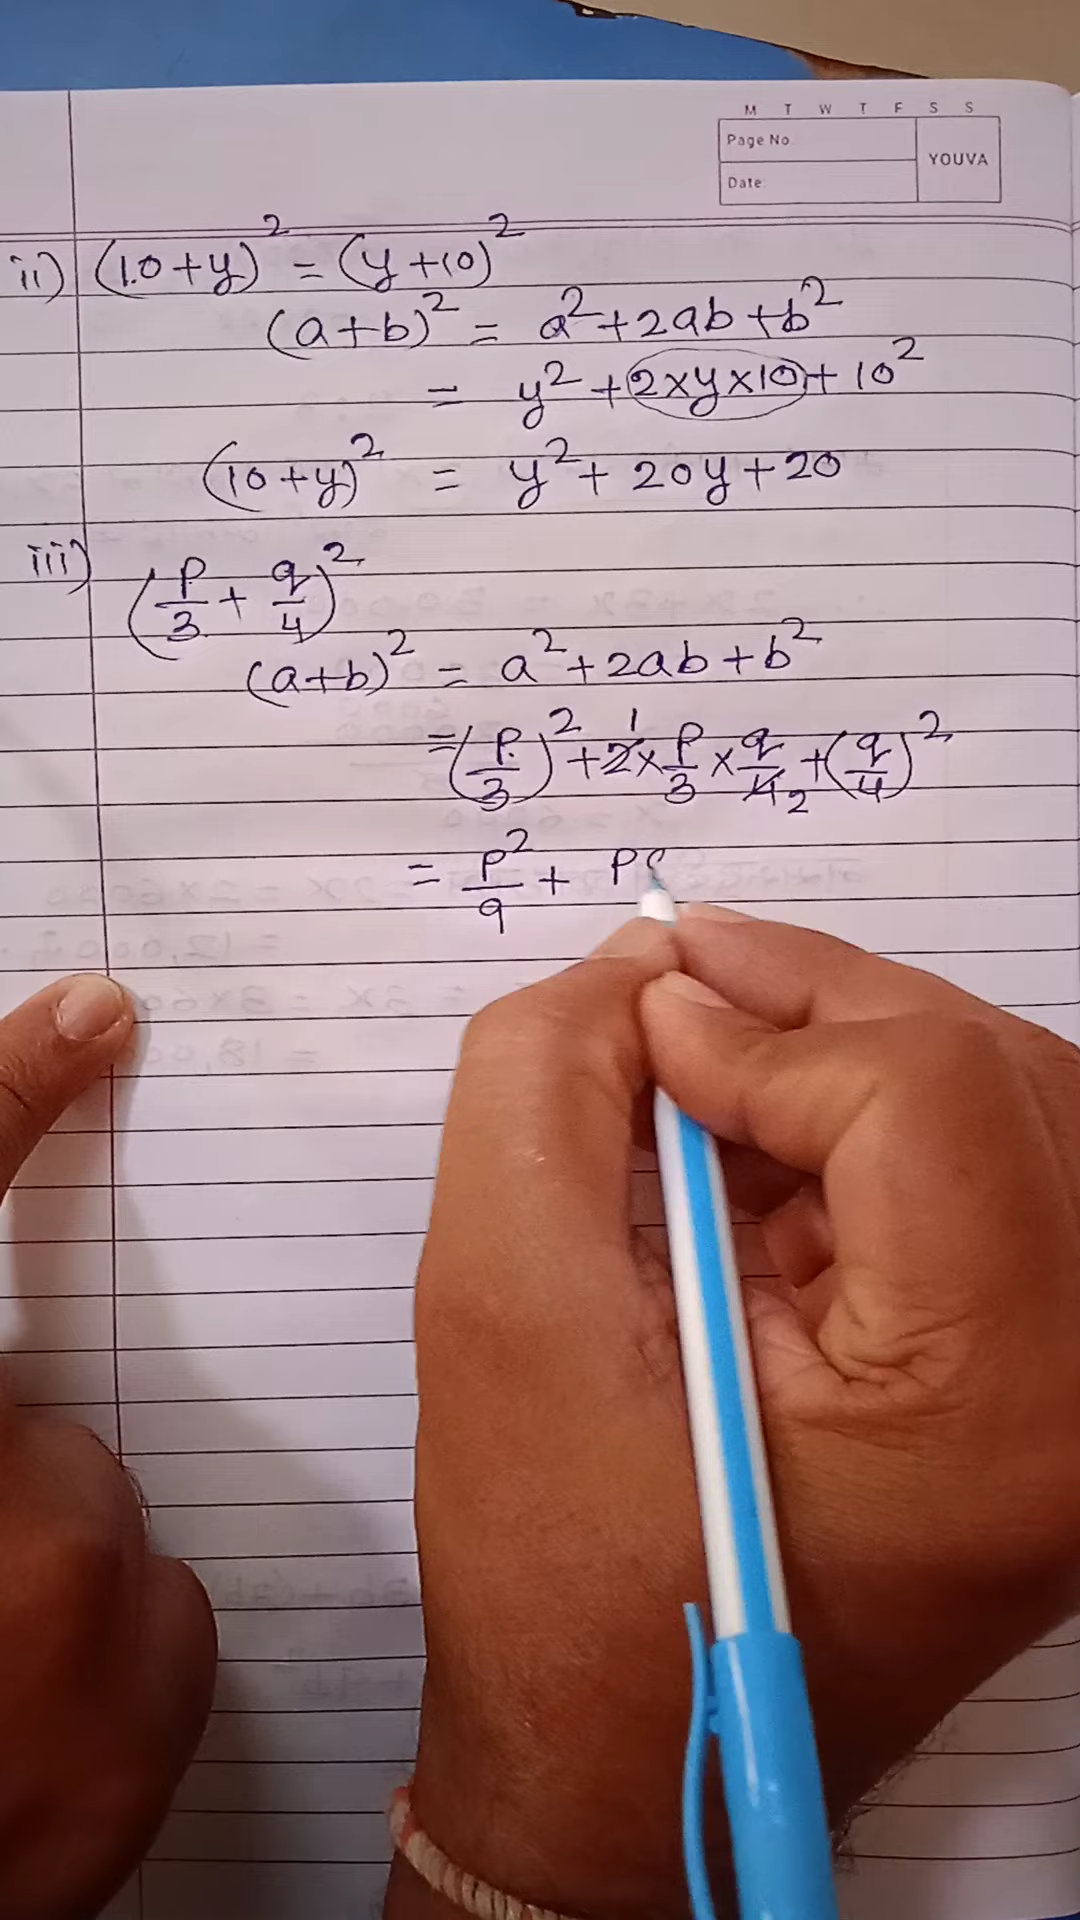 M T W T F S S
Page No.
YOUVA
Date:
ii) (10+y)² = (y+10)²
(a+b)² = a²+2ab+b²
= y²+2×y×10+10²
(10+y)² = y²+20y+20
iii) (p/3 + q/4)²
(a+b)² = a²+2ab+b²
= (p/3)² + 2 1 × p/3 × q/4 2 + (q/4)²
= p²/9 + p